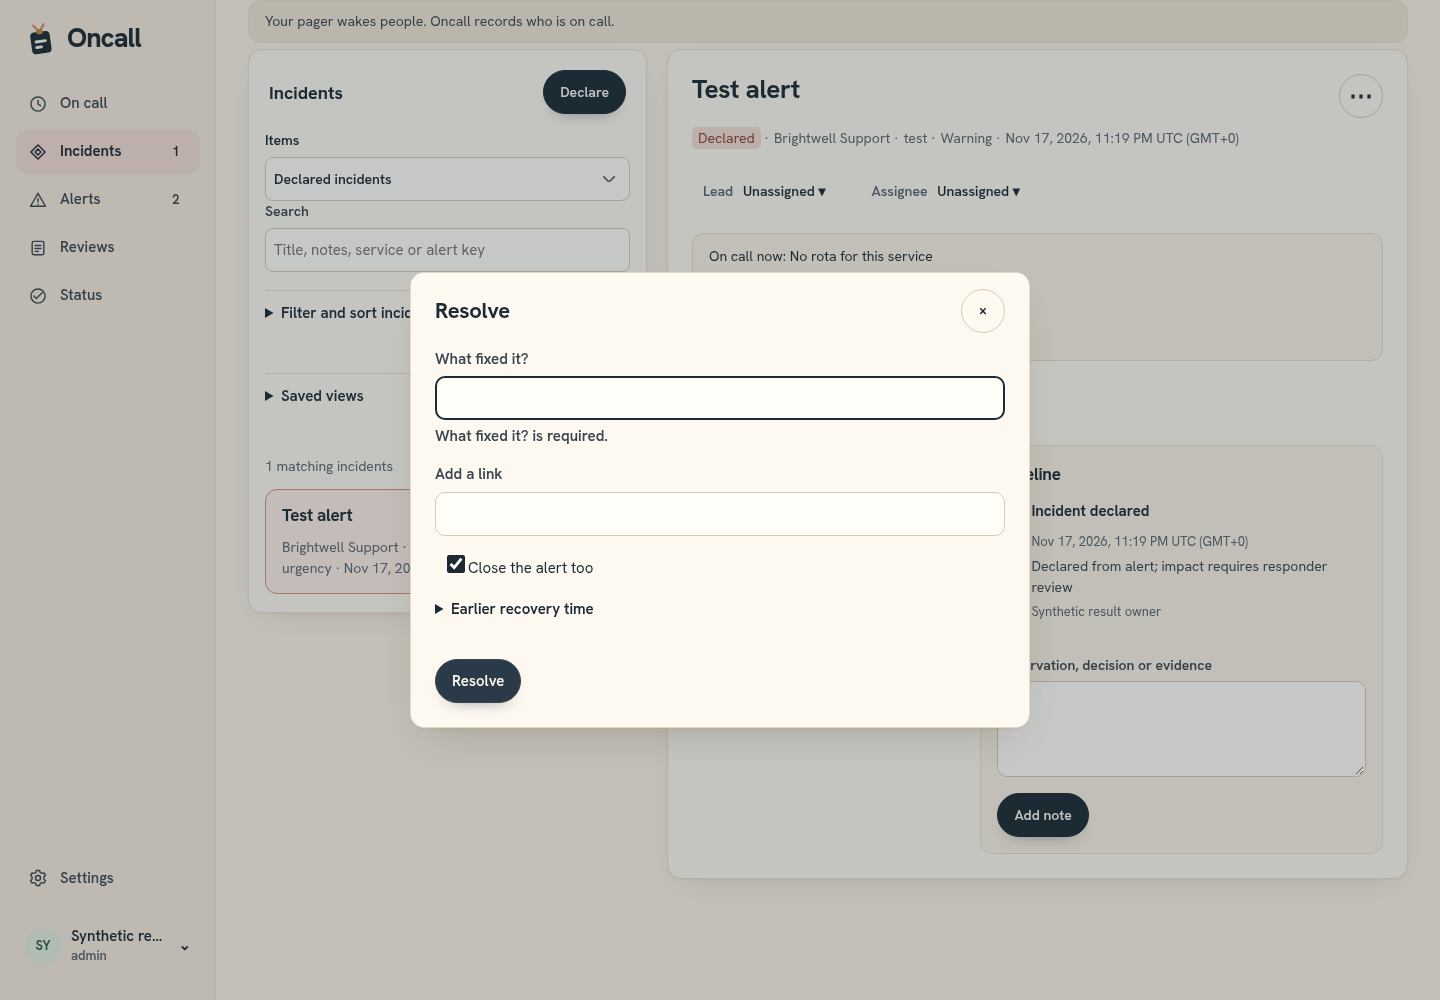 Oncall
On call
Incidents 1
Alerts 2
Reviews
Status
Settings
SY
Synthetic re...
admin
Your pager wakes people. Oncall records who is on call.
Incidents
Declare
Items
Declared incidents
Search
Title, notes, service or alert key
Filter and sort incid
Saved views
1 matching incidents
Test alert
Brightwell Support ·
urgency · Nov 17, 20
Test alert
Declared · Brightwell Support · test · Warning · Nov 17, 2026, 11:19 PM UTC (GMT+0)
Lead Unassigned ▾ Assignee Unassigned ▾
On call now: No rota for this service
eline
Incident declared
Nov 17, 2026, 11:19 PM UTC (GMT+0)
Declared from alert; impact requires responder
review
Synthetic result owner
rvation, decision or evidence
Add note
Resolve
×
What fixed it?
What fixed it? is required.
Add a link
Close the alert too
Earlier recovery time
Resolve